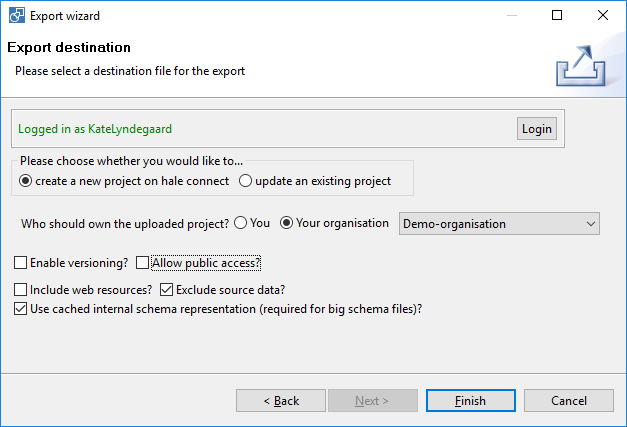 Export wizard
Export destination
Please select a destination file for the export
Logged in as KateLyndegaard
Login
Please choose whether you would like to...
create a new project on hale connect update an existing project
Who should own the uploaded project? You Your organisation Demo-organisation
Enable versioning? Allow public access?
Include web resources? Exclude source data?
Use cached internal schema representation (required for big schema files)?
< Back Next > Finish Cancel